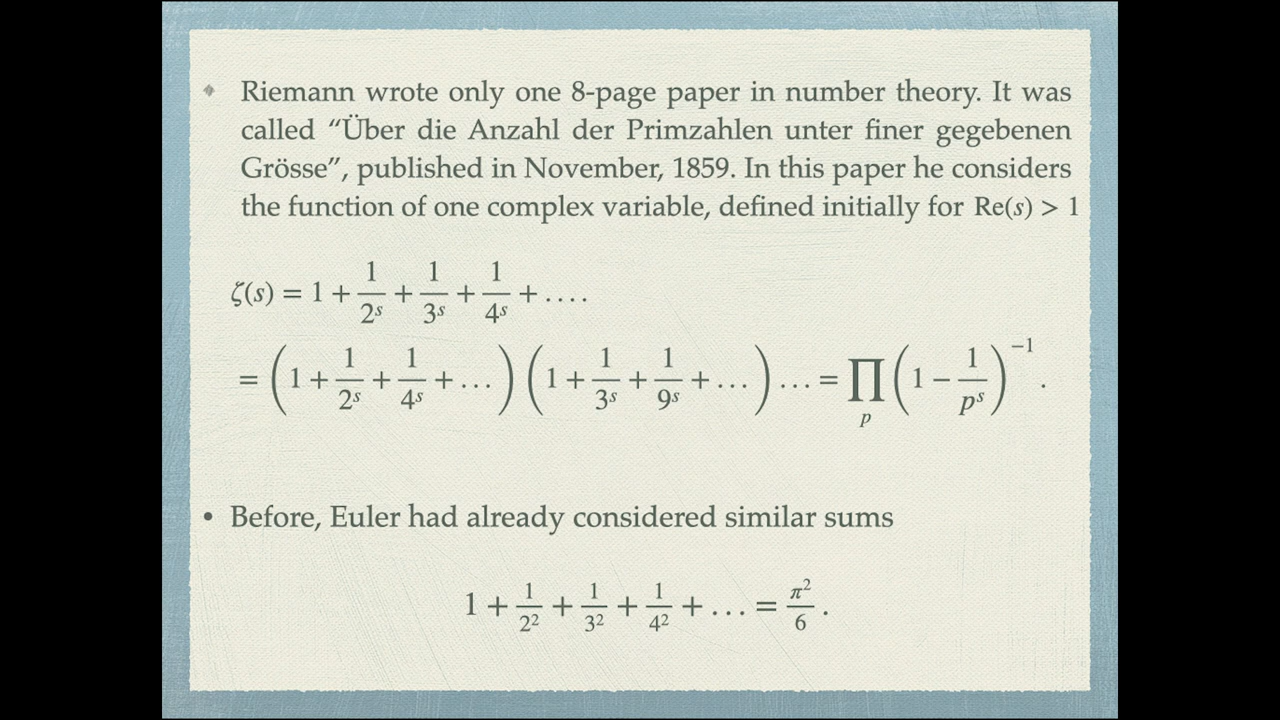 Riemann wrote only one 8-page paper in number theory. It was
called “Über die Anzahl der Primzahlen unter finer gegebenen
Grösse”, published in November, 1859. In this paper he considers
the function of one complex variable, defined initially for Re(s) > 1
ζ(s) = 1 + 1/2^s + 1/3^s + 1/4^s + ....
= (1 + 1/2^s + 1/4^s + ...) (1 + 1/3^s + 1/9^s + ...) ... = ∏_p (1 − 1/p^s)^−1 .
• Before, Euler had already considered similar sums
1 + 1/2^2 + 1/3^2 + 1/4^2 + ... = π^2/6 .